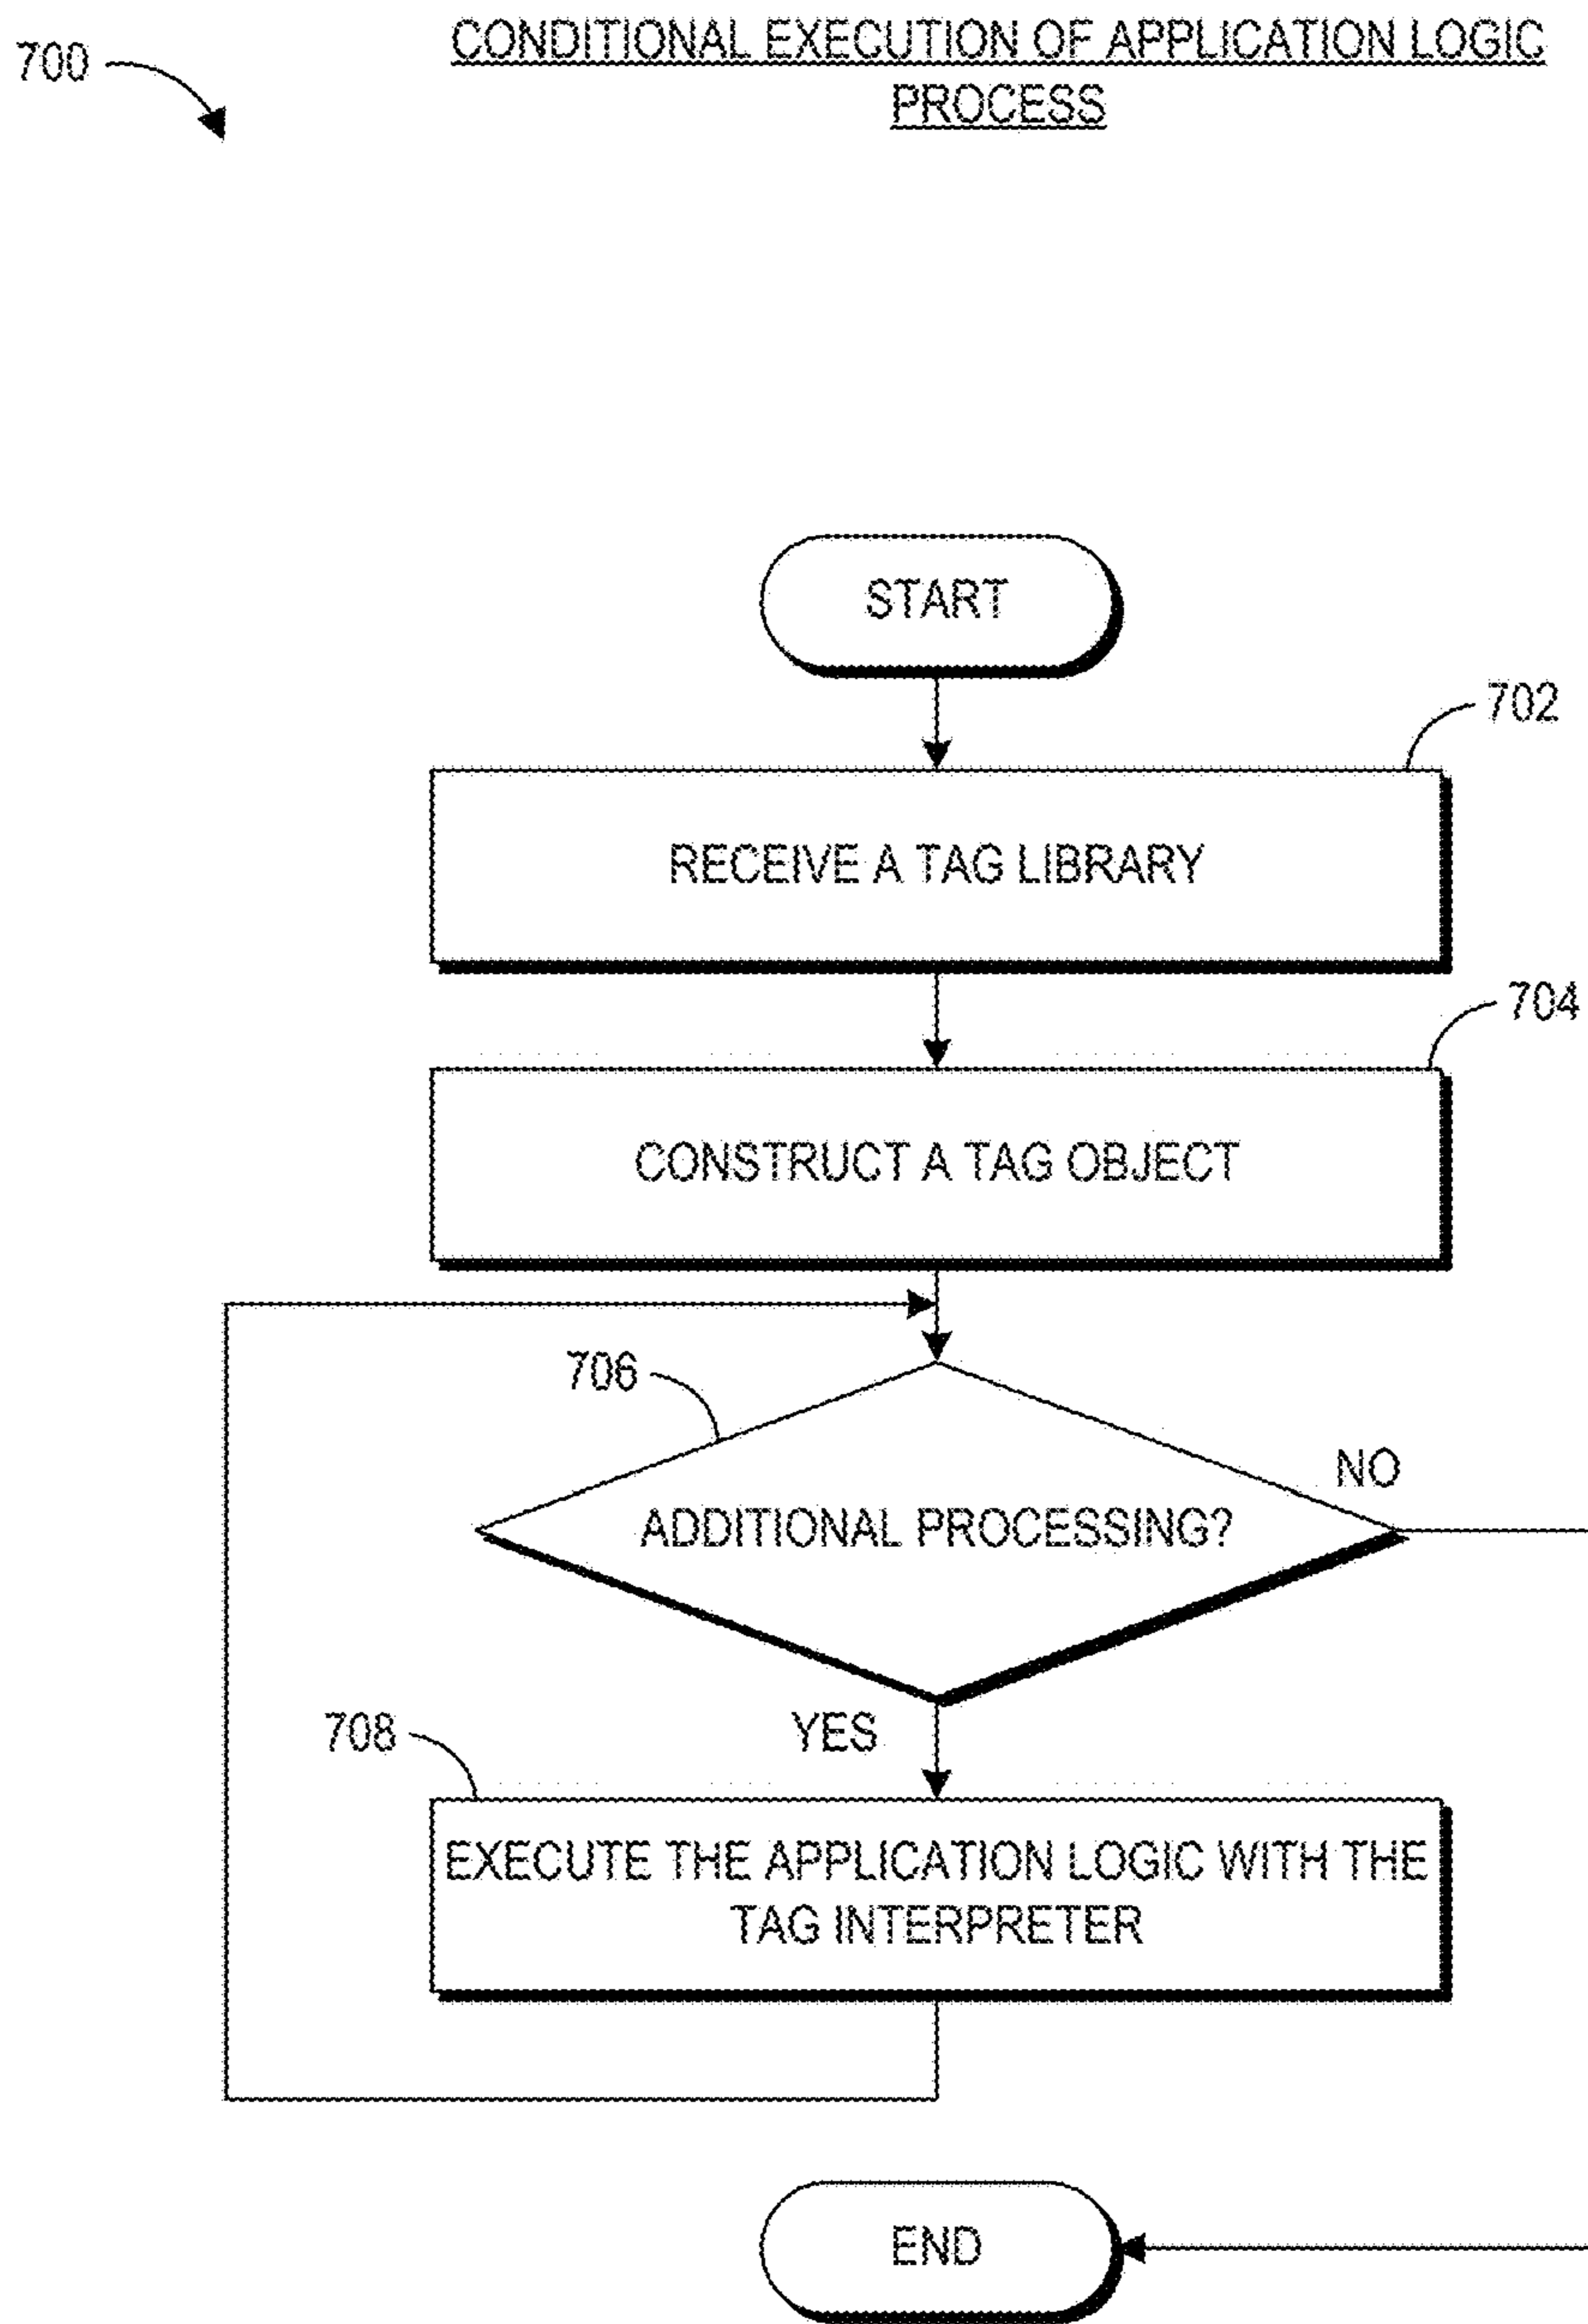 700
CONDITIONAL EXECUTION OF APPLICATION LOGIC
PROCESS
START
702
RECEIVE A TAG LIBRARY
704
CONSTRUCT A TAG OBJECT
706
NO
ADDITIONAL PROCESSING?
708
YES
EXECUTE THE APPLICATION LOGIC WITH THE
TAG INTERPRETER
END